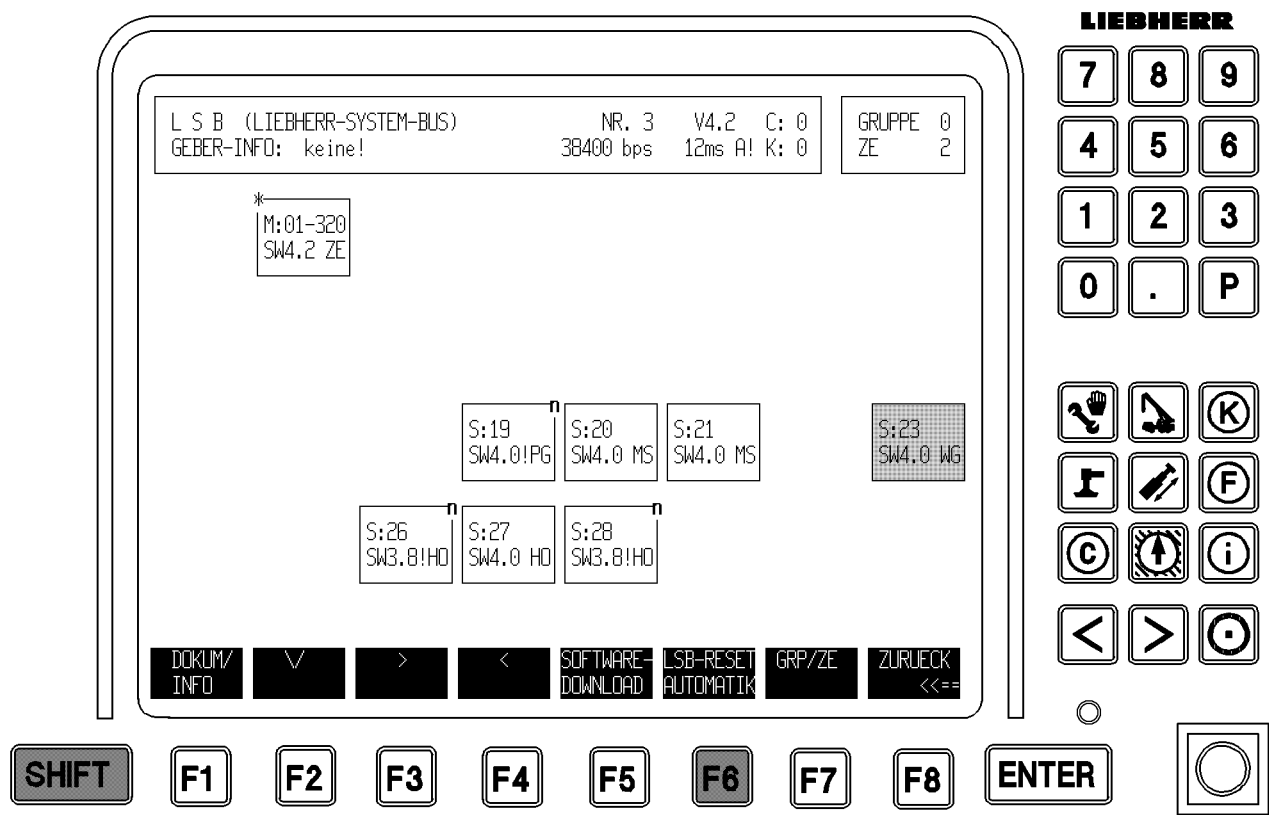 LIEBHERR
L S B (LIEBHERR-SYSTEM-BUS) NR. 3 V4.2 C: 0
GEBER-INFO: keine! 38400 bps 12ms A! K: 0
GRUPPE 0
ZE 2
*
M:01-320
SW4.2 ZE
n
S:19
SW4.0!PG
S:20
SW4.0 MS
S:21
SW4.0 MS
S:23
SW4.0 WG
n
S:26
SW3.8!HO
S:27
SW4.0 HO
n
S:28
SW3.8!HO
DOKUM/
INFO
\/
>
<
SOFTWARE-
DOWNLOAD
LSB-RESET
AUTOMATIK
GRP/ZE
ZURUECK
<<==
7 8 9
4 5 6
1 2 3
0 . P
K
F
C i
< >
SHIFT F1 F2 F3 F4 F5 F6 F7 F8 ENTER